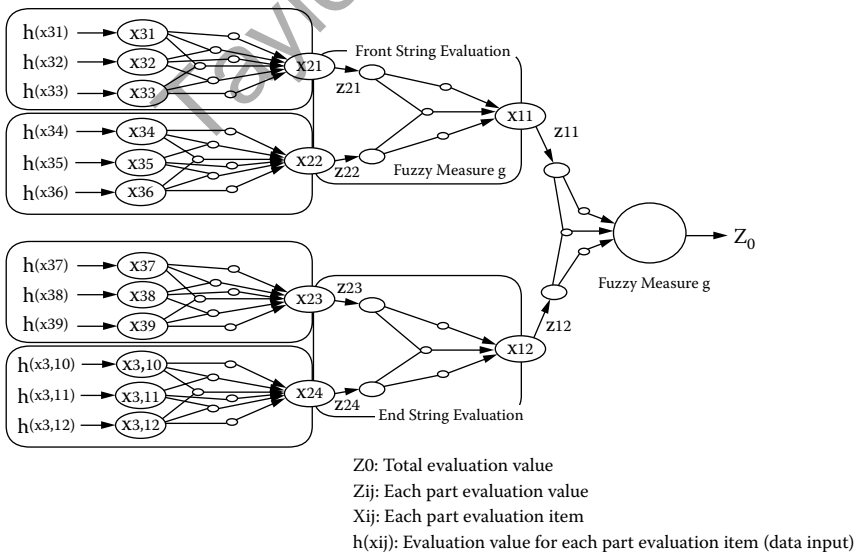 h(x31)
x31
h(x32)
x32
h(x33)
x33
x21
z21
Front String Evaluation
h(x34)
x34
h(x35)
x35
h(x36)
x36
x22
z22
Fuzzy Measure g
x11
z11
h(x37)
x37
h(x38)
x38
h(x39)
x39
x23
z23
h(x3,10)
x3,10
h(x3,11)
x3,11
h(x3,12)
x3,12
x24
z24
End String Evaluation
x12
z12
Z0
Fuzzy Measure g
Z0: Total evaluation value
Zij: Each part evaluation value
Xij: Each part evaluation item
h(xij): Evaluation value for each part evaluation item (data input)